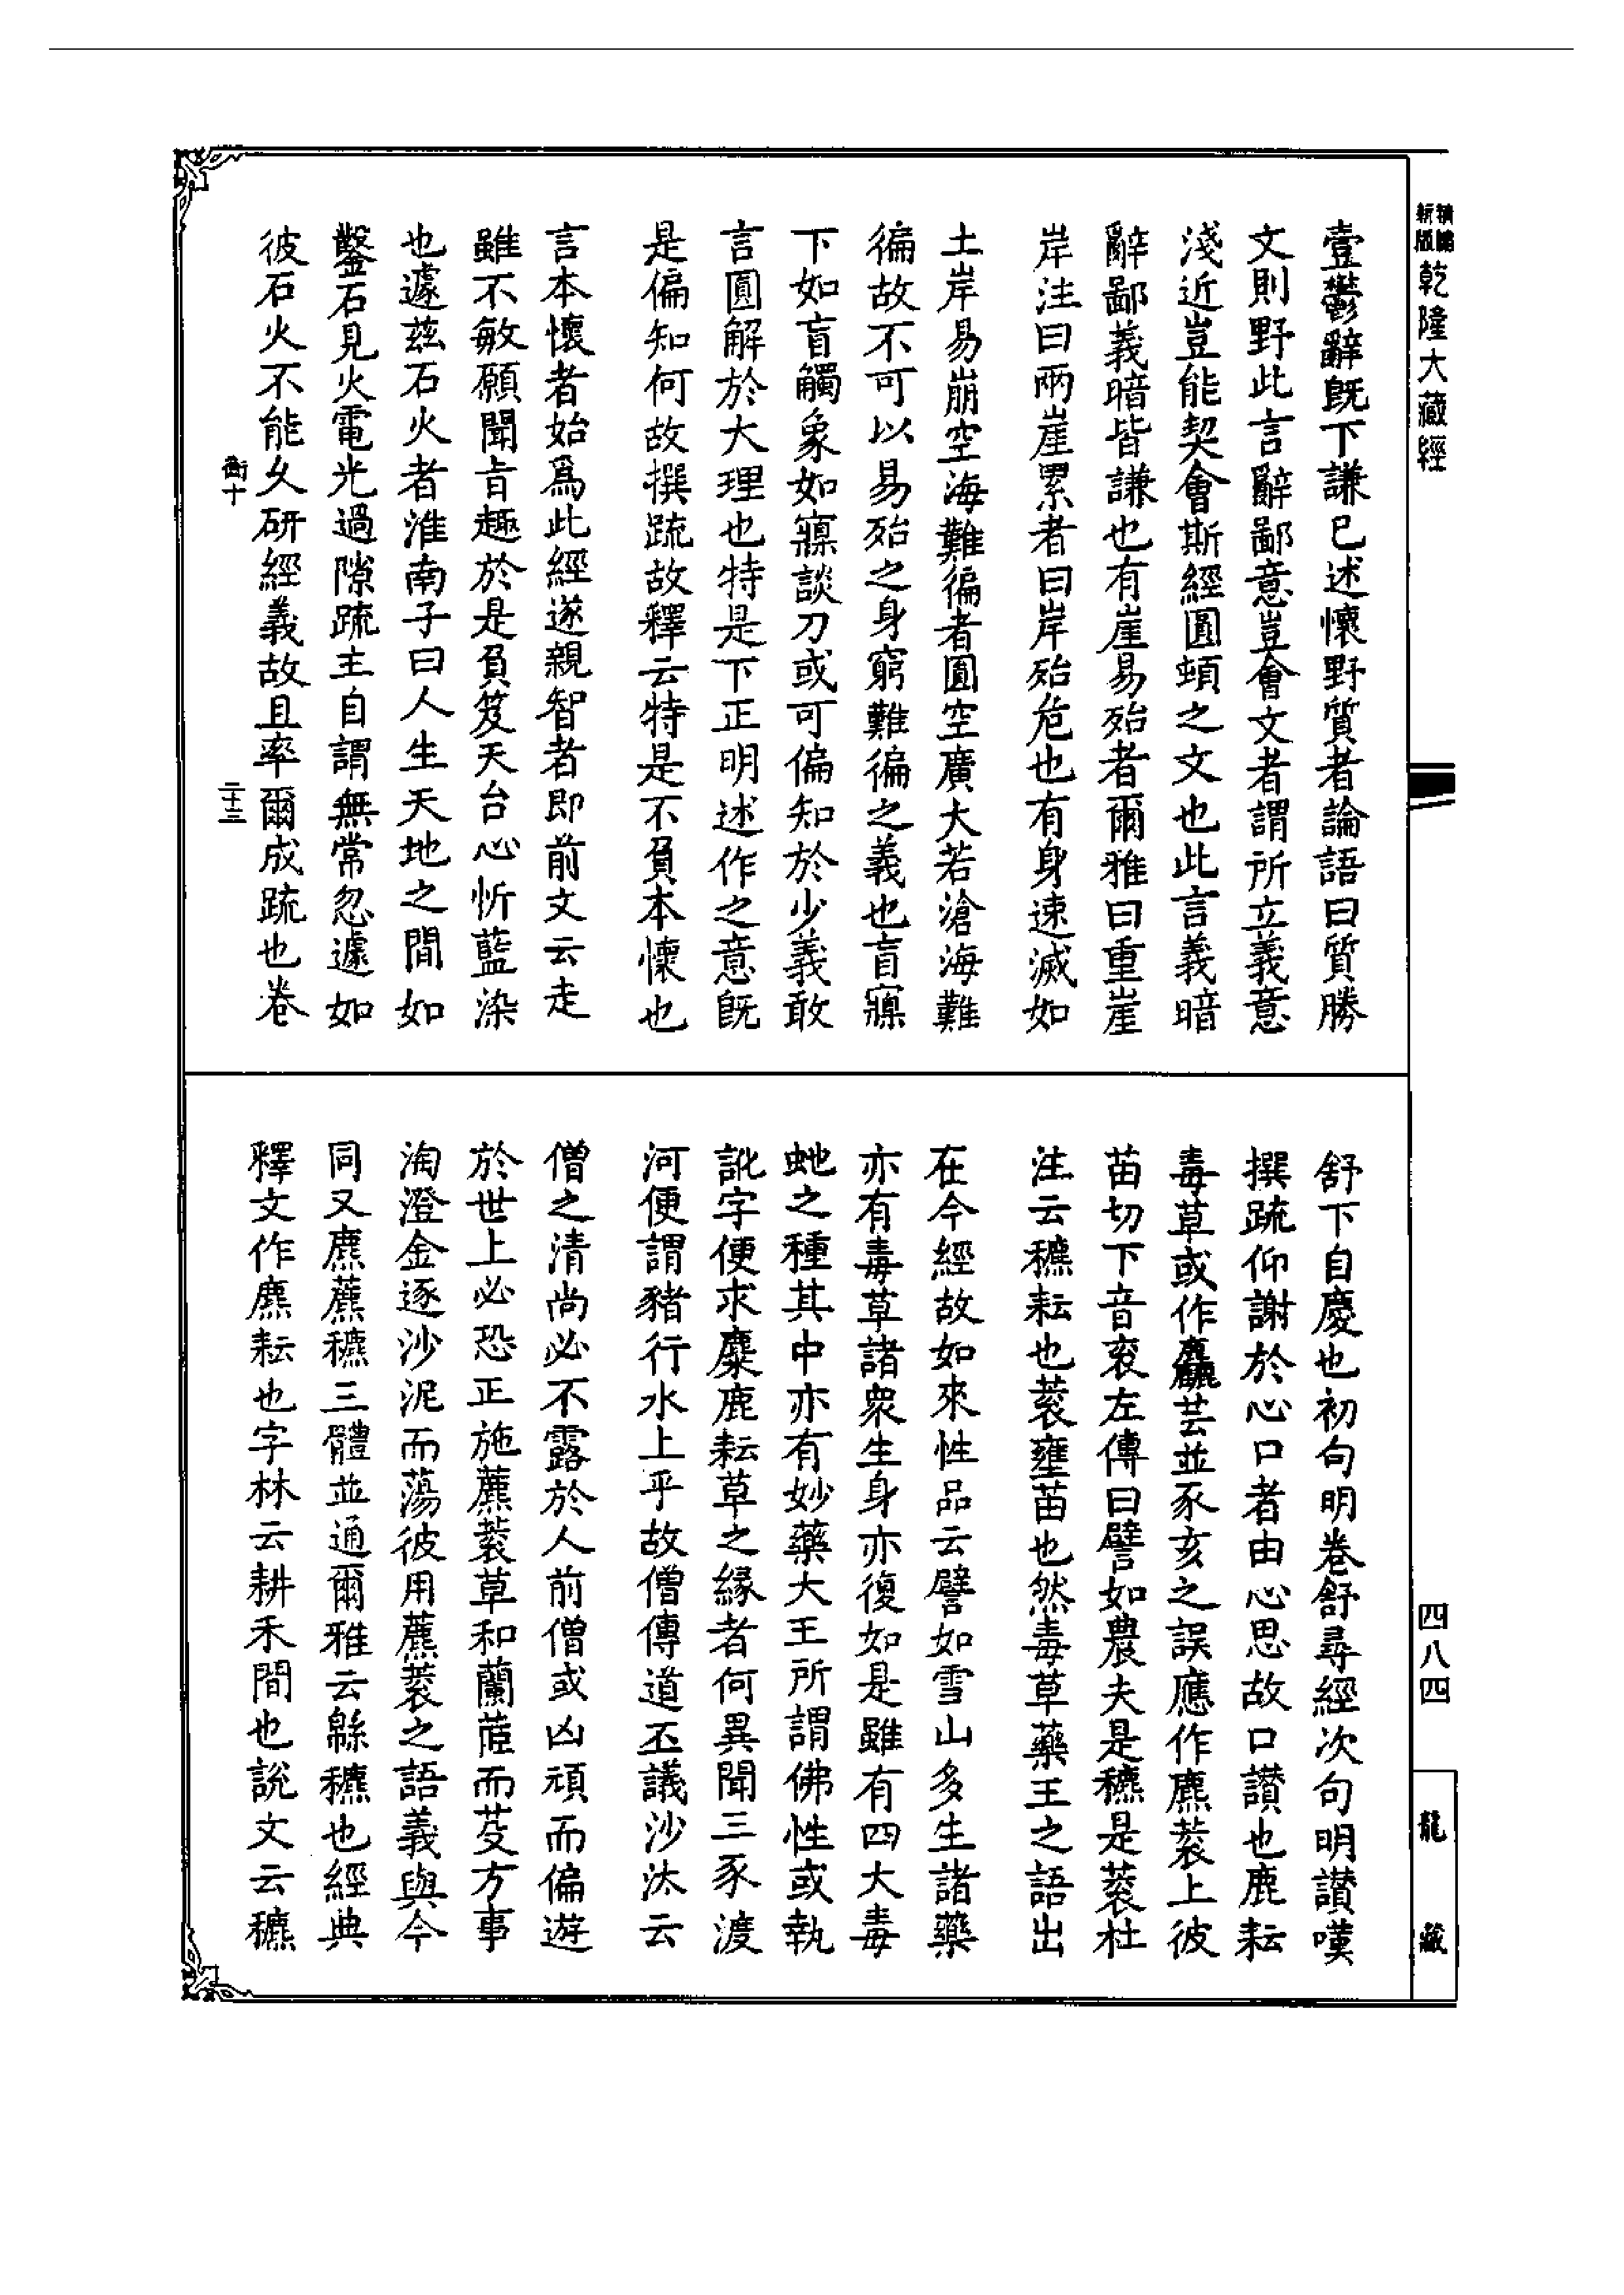 新編
新版
乾隆大藏經
壹鬱辭旣下謙已述懷野質者論語曰質勝
文則野此言辭鄙意豈會文者謂所立義意
淺近豈能契會斯經圓頓之文也此言義暗
辭鄙義暗皆謙也有崖易殆者爾雅曰重崖
岸注曰兩崖累者曰岸殆危也有身速滅如
土岸易崩空海難徧者圓空廣大若滄海難
徧故不可以易殆之身窮難徧之義也盲寱
下如盲觸象如寱談刀或可偏知於少義敢
言圓解於大理也特是下正明述作之意旣
是偏知何故撰疏故釋云特是不負本懷也
言本懷者始爲此經遂親智者即前文云走
雖不敏願聞旨趣於是負笈天台心忻藍染
也遽兹石火者淮南子曰人生天地之間如
鑿石見火電光過隙疏主自謂無常忽遽如
彼石火不能久研經義故且率爾成疏也卷
衡十
二十三
舒下自慶也初句明卷舒尋經次句明讃嘆
撰疏仰謝於心口者由心思故口讃也鹿耘
毒草或作麤芸並豕亥之誤應作麃蓘上彼
苗切下音衮左傳曰譬如農夫是穮是蓘杜
注云穮耘也蓘壅苗也然毒草藥王之語出
在今經故如來性品云譬如雪山多生諸藥
亦有毒草諸衆生身亦復如是雖有四大毒
虵之種其中亦有妙藥大王所謂佛性或執
訛字便求麋鹿耘草之緣者何異聞三豕渡
河便謂豬行水上乎故僧傳道丕議沙汰云
僧之清尚必不露於人前僧或凶頑而偏遊
於世上必恐正施藨蓘草和蘭茝而芟方事
淘澄金逐沙泥而蕩彼用藨蓘之語義與今
同又麃藨穮三體並通爾雅云緜穮也經典
釋文作麃耘也字林云耕禾間也說文云穮
四八四
龍藏